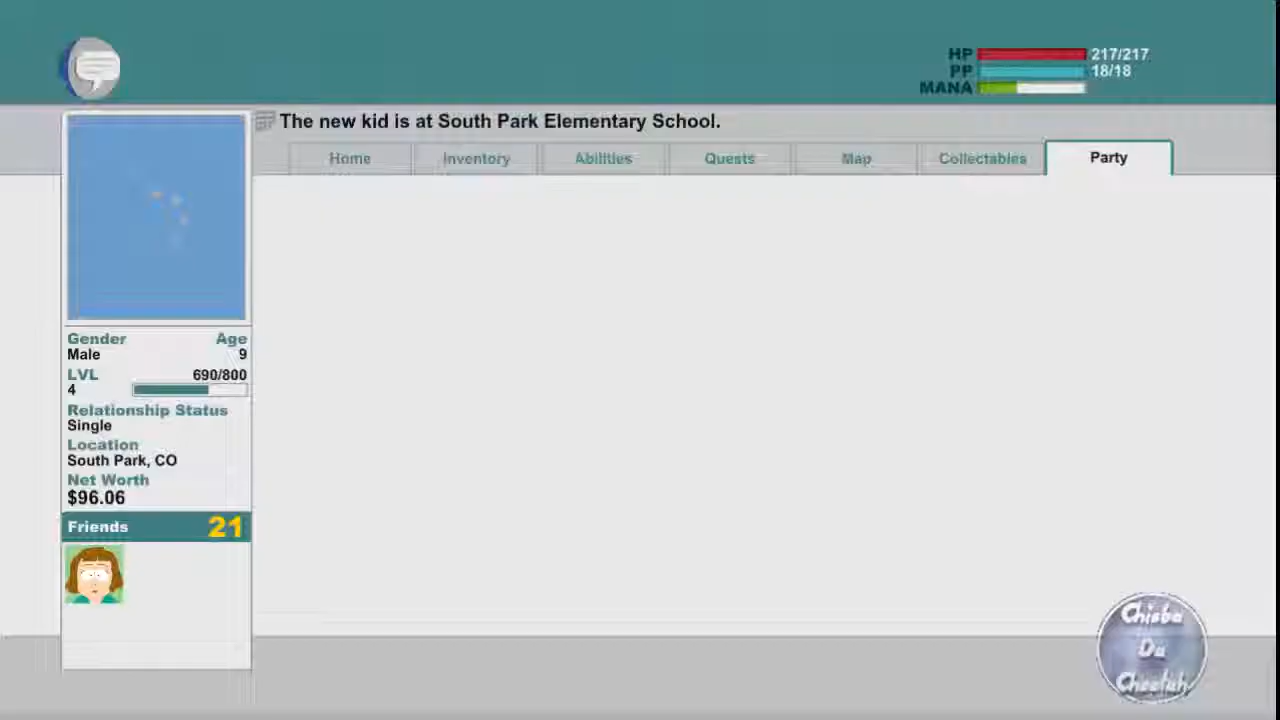 HP 217/217
PP 18/18
MANA
The new kid is at South Park Elementary School.
Home Inventory Abilities Quests Map Collectables Party
Gender Age
Male 9
LVL 690/800
4
Relationship Status
Single
Location
South Park, CO
Net Worth
$96.06
Friends 21
Chisba
Du
Cheetah